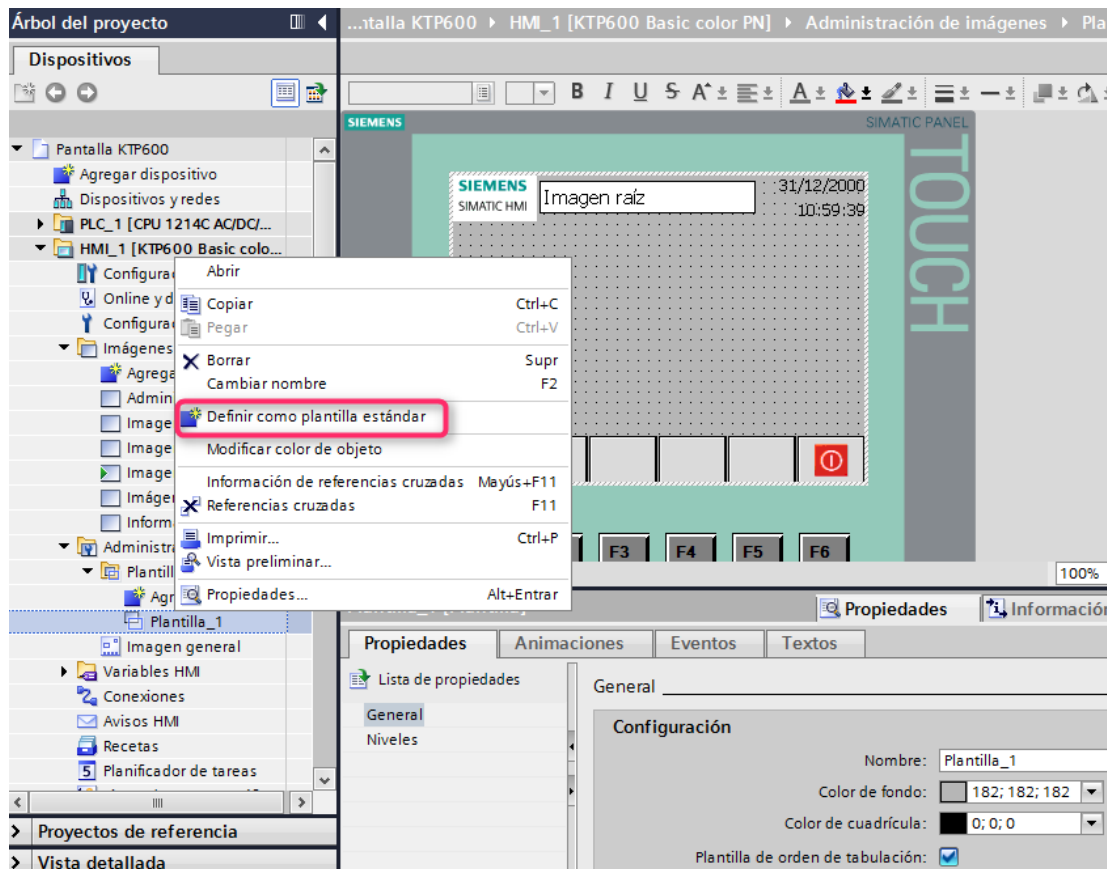 Árbol del proyecto
...ntalla KTP600 HMI_1 [KTP600 Basic color PN] Administración de imágenes Pla
Dispositivos
B I U S A A
SIEMENS
SIMATIC PANEL
TOUCH
Pantalla KTP600
Agregar dispositivo
Dispositivos y redes
PLC_1 [CPU 1214C AC/DC/...
HMI_1 [KTP600 Basic colo...
Configura
Online y d
Configura
Imágenes
Agrega
Admin
Image
Image
Image
Imáge
Inform
Administra
Plantill
Agr
Plantilla_1
Imagen general
Variables HMI
Conexiones
Avisos HMI
Recetas
5 Planificador de tareas
Proyectos de referencia
Vista detallada
SIEMENS
SIMATIC HMI
Imagen raíz
31/12/2000
10:59:39
Abrir
Copiar Ctrl+C
Pegar Ctrl+V
Borrar Supr
Cambiar nombre F2
Definir como plantilla estándar
Modificar color de objeto
Información de referencias cruzadas Mayús+F11
Referencias cruzadas F11
Imprimir... Ctrl+P
Vista preliminar...
Propiedades... Alt+Entrar
F3 F4 F5 F6
100%
Propiedades Información
Propiedades Animaciones Eventos Textos
Lista de propiedades
General
Niveles
General
Configuración
Nombre: Plantilla_1
Color de fondo: 182; 182; 182
Color de cuadrícula: 0; 0; 0
Plantilla de orden de tabulación: